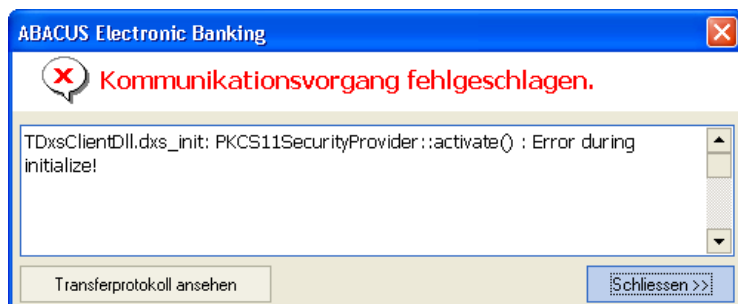 ABACUS Electronic Banking
Kommunikationsvorgang fehlgeschlagen.
TDxsClientDll.dxs_init: PKCS11SecurityProvider::activate() : Error during
initialize!
Transferprotokoll ansehen
Schliessen >>